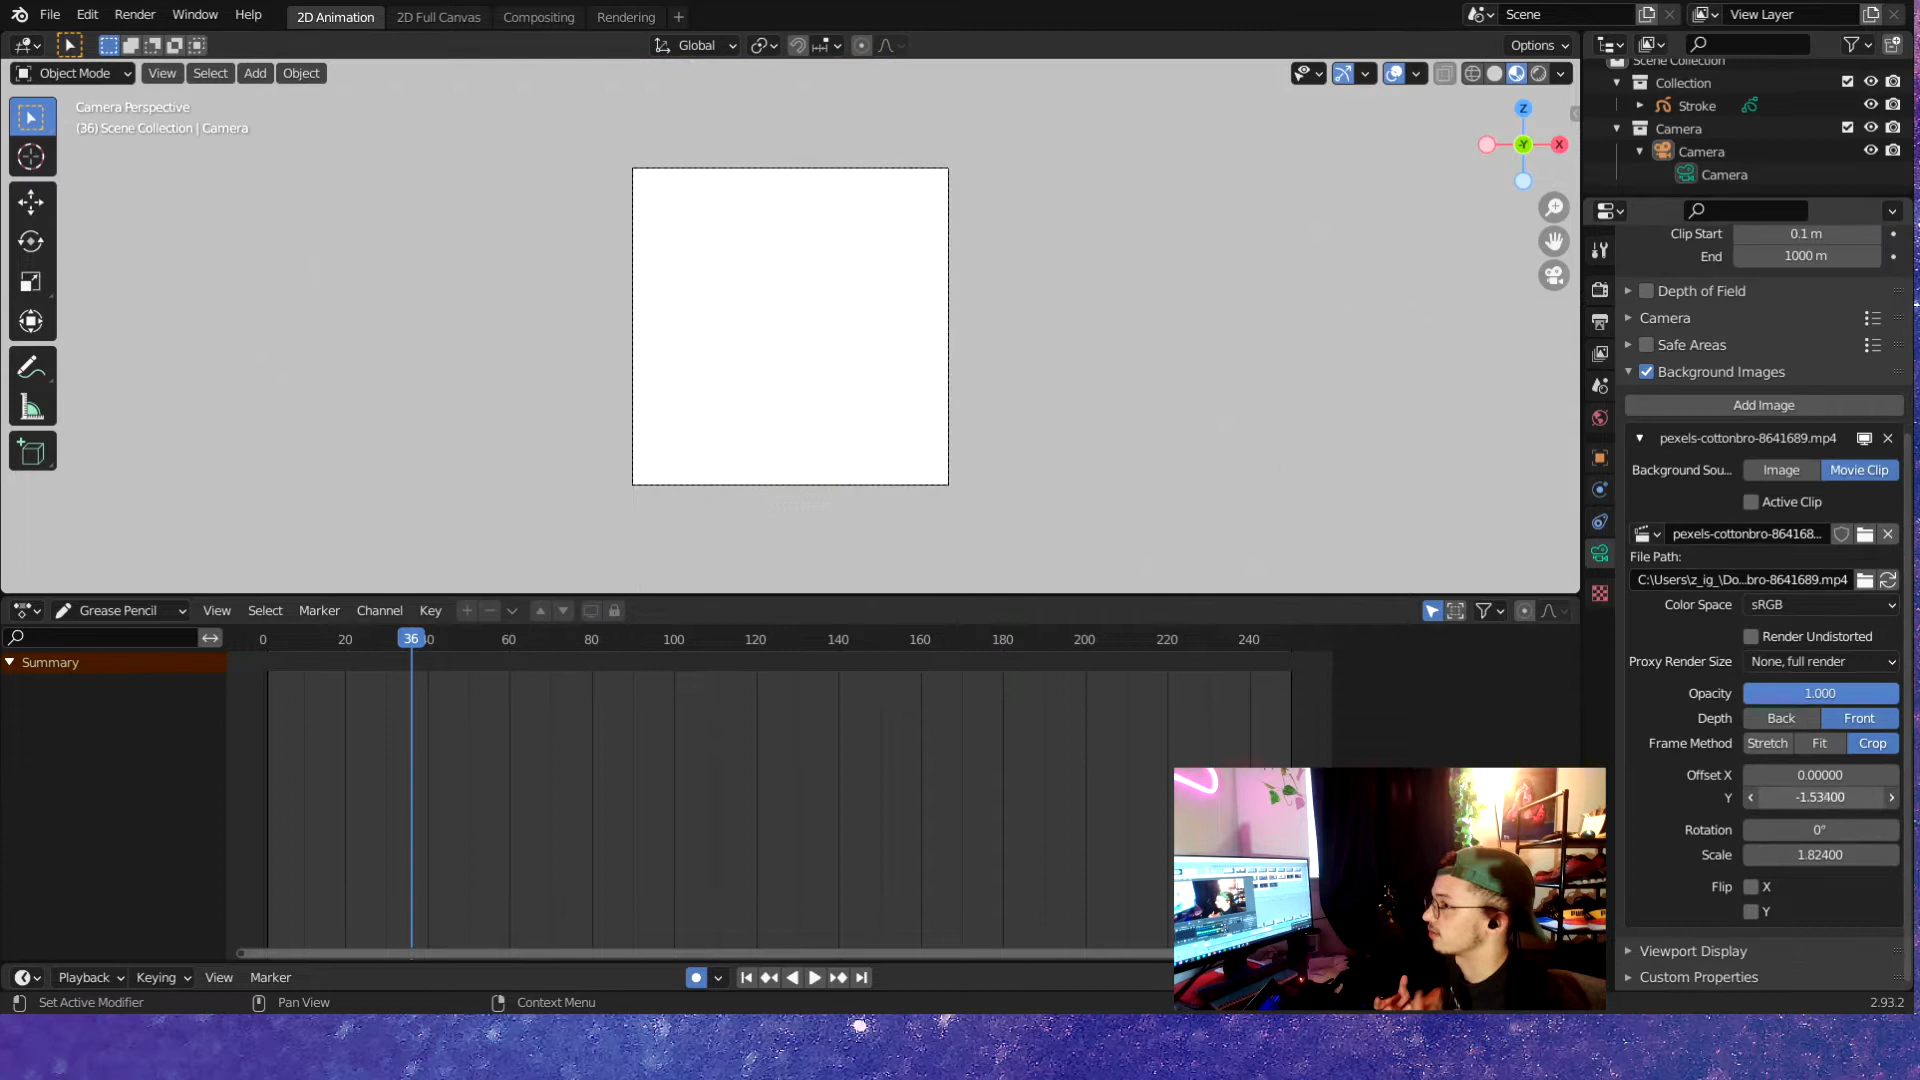 File Edit Render Window Help 2D Animation 2D Full Canvas Compositing Rendering + Scene View Layer
Global Options
Object Mode View Select Add Object
Camera Perspective
(36) Scene Collection | Camera
Z
Y
X
Scene Collection
Collection
Stroke
Camera
Camera
Camera
Clip Start 0.1 m
End 1000 m
Depth of Field
Camera
Safe Areas
Background Images
Add Image
pexels-cottonbro-8641689.mp4
Background Sou... Image Movie Clip
Active Clip
pexels-cottonbro-864168...
File Path:
C:\Users\z_ig_\Do...bro-8641689.mp4
Color Space sRGB
Render Undistorted
Proxy Render Size None, full render
Opacity 1.000
Depth Back Front
Frame Method Stretch Fit Crop
Offset X 0.00000
Y -1.53400
Rotation 0°
Scale 1.82400
Flip X
Y
Viewport Display
Custom Properties
Grease Pencil View Select Marker Channel Key
0 20 36 40 60 80 100 120 140 160 180 200 220 240
Summary
Playback Keying View Marker
Set Active Modifier Pan View Context Menu 2.93.2